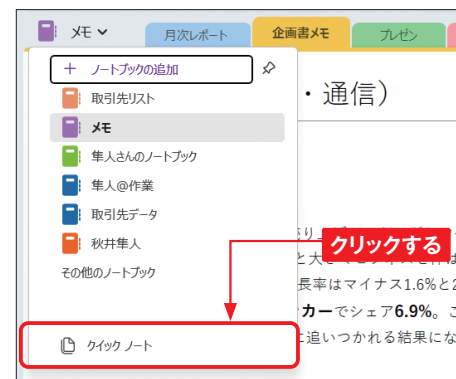 メモ
月次レポート
企画書メモ
プレゼン
+ ノートブックの追加
・通信）
取引先リスト
メモ
隼人さんのノートブック
隼人@作業
取引先データ
秋井隼人
クリックする
その他のノートブック
長率はマイナス1.6%と2
カーでシェア6.9%。こ
に追いつかれる結果にな
クイック ノート